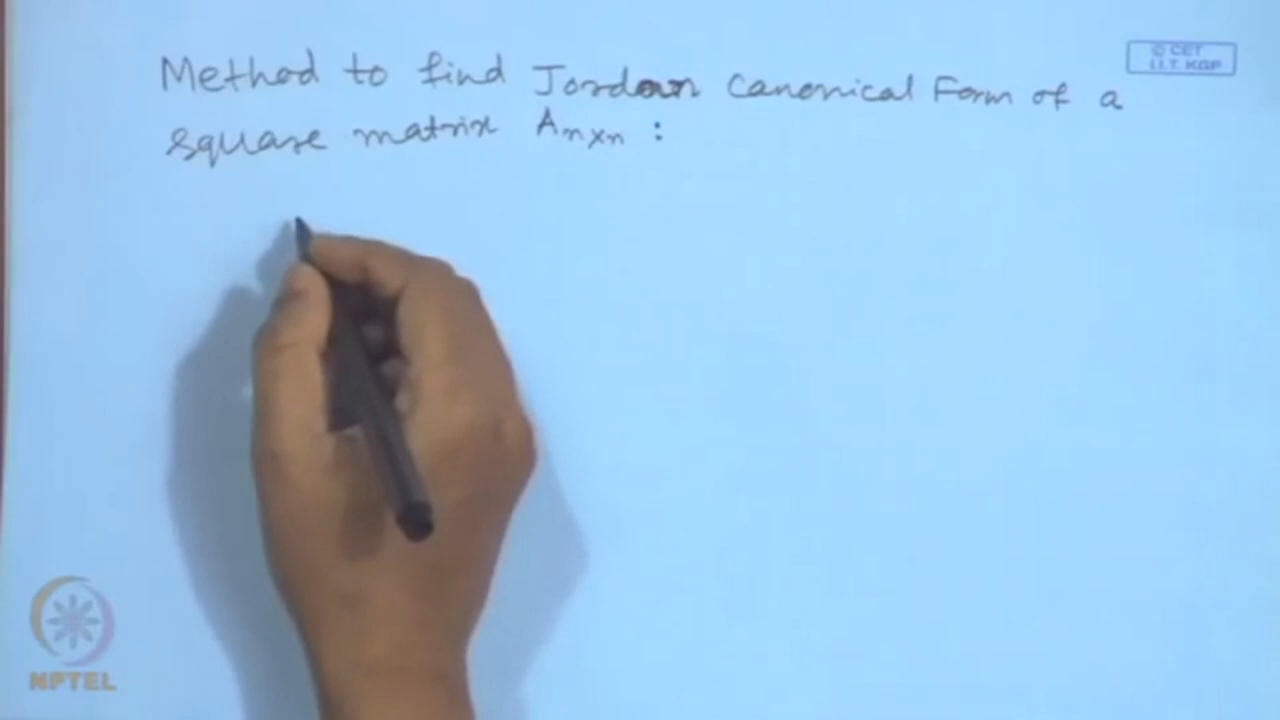 Method to find Jordan Canonical Form of a
square matrix Anxn :
© CET
I.I.T. KGP
NPTEL